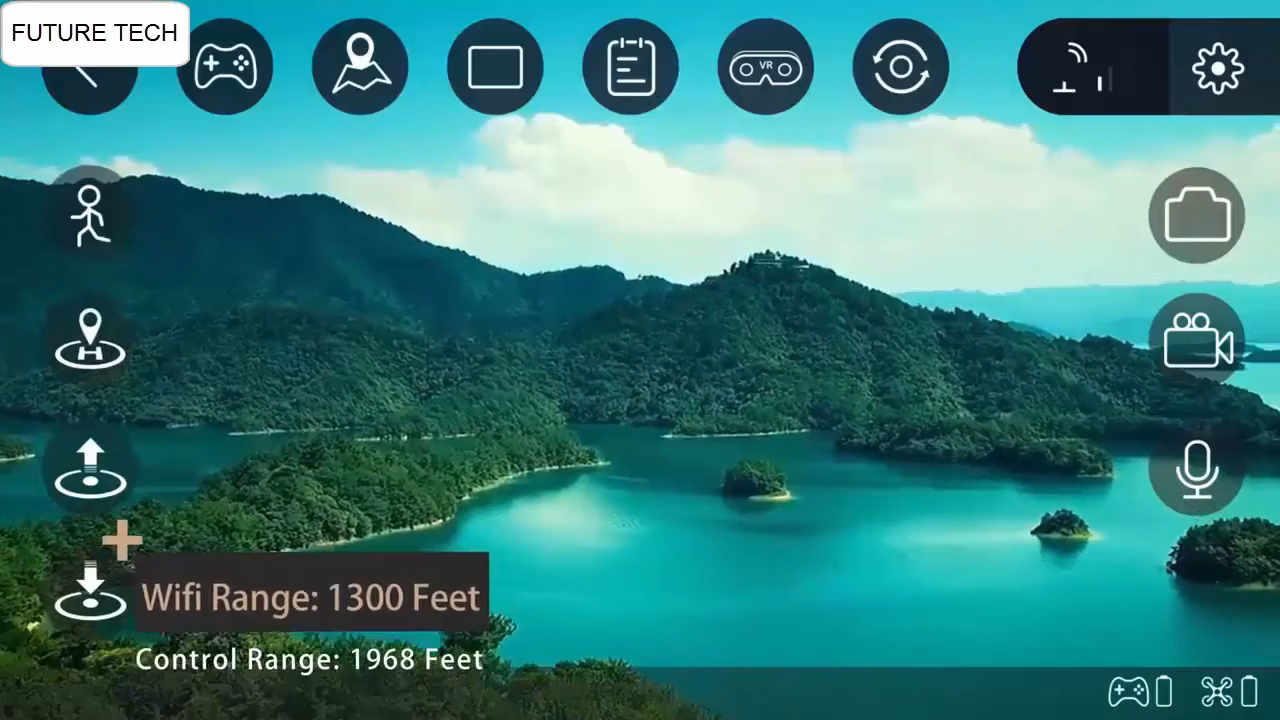 FUTURE TECH
VR
H
Wifi Range: 1300 Feet
Control Range: 1968 Feet